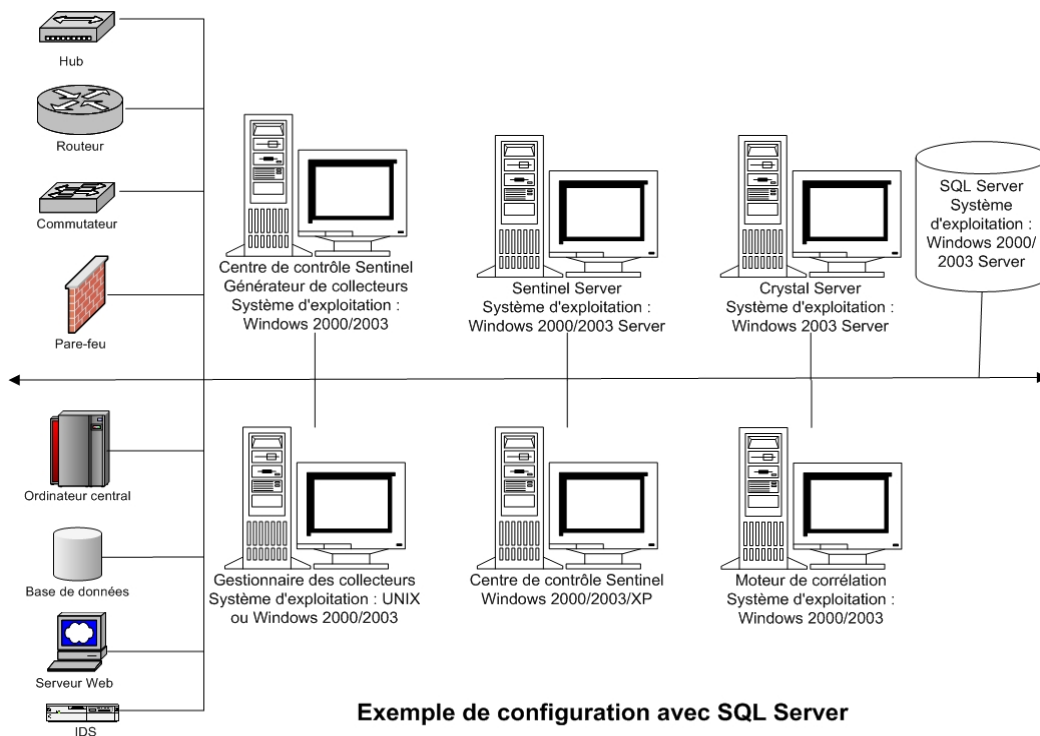 Hub
Routeur
Commutateur
Pare-feu
Centre de contrôle Sentinel
Générateur de collecteurs
Système d'exploitation :
Windows 2000/2003
Sentinel Server
Système d'exploitation :
Windows 2000/2003 Server
Crystal Server
Système d'exploitation :
Windows 2003 Server
SQL Server
Système
d'exploitation :
Windows 2000/
2003 Server
Ordinateur central
Base de données
Serveur Web
IDS
Gestionnaire des collecteurs
Système d'exploitation : UNIX
ou Windows 2000/2003
Centre de contrôle Sentinel
Windows 2000/2003/XP
Moteur de corrélation
Système d'exploitation :
Windows 2000/2003
Exemple de configuration avec SQL Server